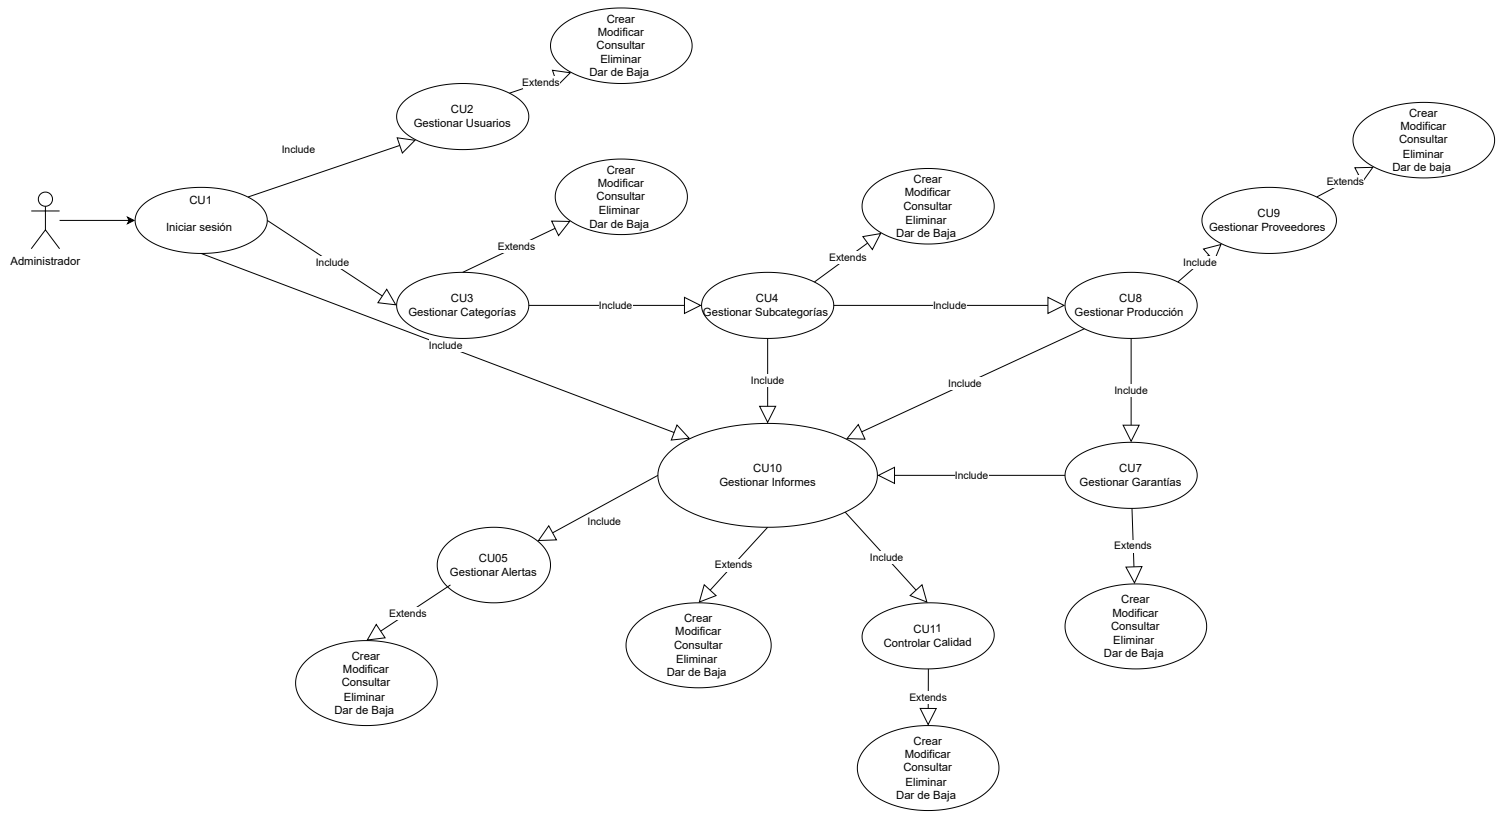 Crear
Modificar
Consultar
Eliminar
Dar de Baja
Extends
CU2
Gestionar Usuarios
Include
Crear
Modificar
Consultar
Eliminar
Dar de baja
Extends
CU9
Gestionar Proveedores
Include
Crear
Modificar
Consultar
Eliminar
Dar de Baja
Extends
Crear
Modificar
Consultar
Eliminar
Dar de Baja
Extends
CU1
Iniciar sesión
Administrador
Include
CU3
Gestionar Categorías
Include
CU4
Gestionar Subcategorías
Include
CU8
Gestionar Producción
Include
Include
Include
Include
CU10
Gestionar Informes
Include
CU7
Gestionar Garantías
Include
CU05
Gestionar Alertas
Extends
Include
Extends
Extends
Crear
Modificar
Consultar
Eliminar
Dar de Baja
Crear
Modificar
Consultar
Eliminar
Dar de Baja
CU11
Controlar Calidad
Crear
Modificar
Consultar
Eliminar
Dar de Baja
Extends
Crear
Modificar
Consultar
Eliminar
Dar de Baja